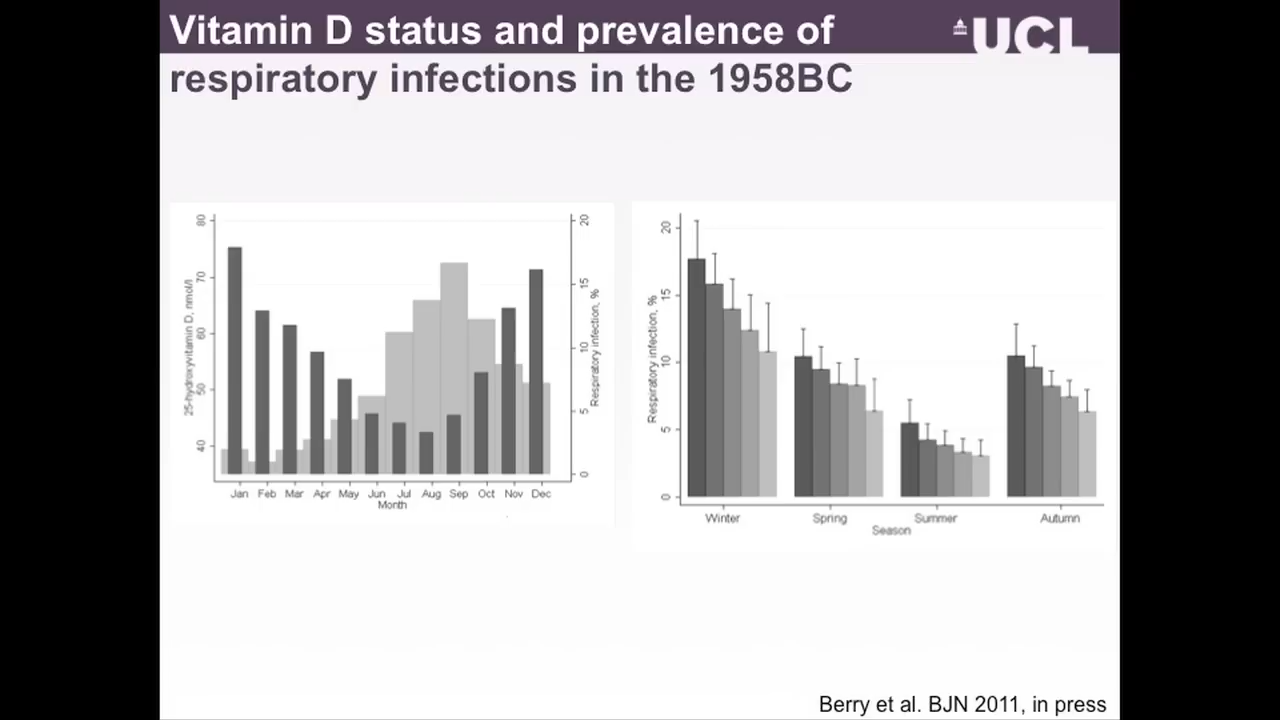 Vitamin D status and prevalence of
respiratory infections in the 1958BC
UCL
80
70
60
50
40
25-hydroxyvitamin D, nmol/l
20
15
10
5
0
Respiratory infection, %
Jan Feb Mar Apr May Jun Jul Aug Sep Oct Nov Dec
Month
20
15
10
5
0
Respiratory infection, %
Winter Spring Summer Autumn
Season
Berry et al. BJN 2011, in press